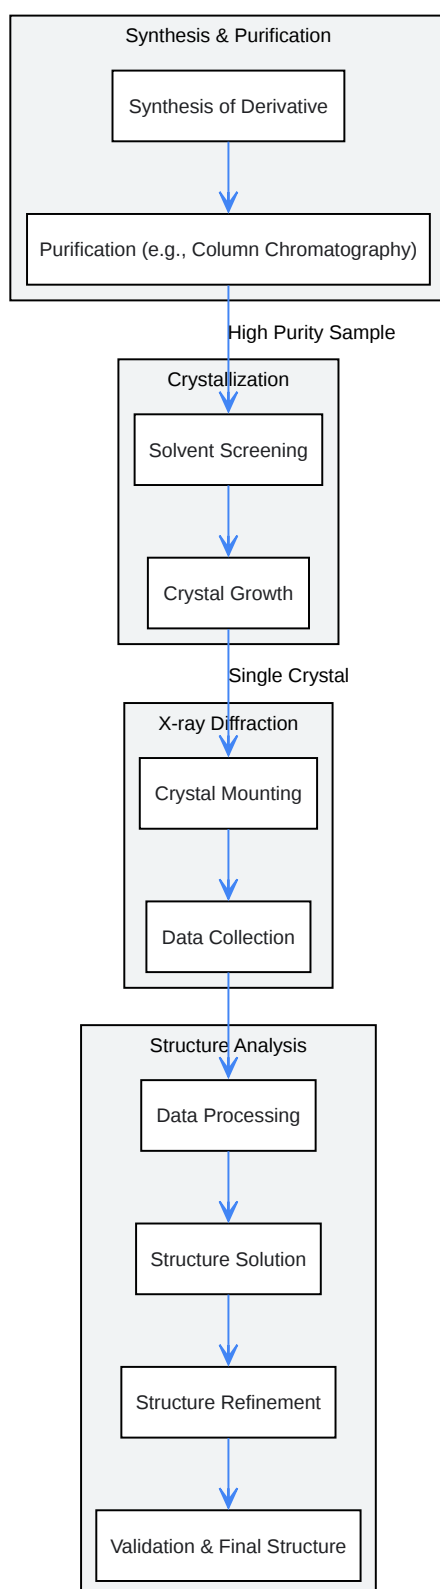 Synthesis & Purification
Synthesis of Derivative
Purification (e.g., Column Chromatography)
High Purity Sample
Crystallization
Solvent Screening
Crystal Growth
Single Crystal
X-ray Diffraction
Crystal Mounting
Data Collection
Structure Analysis
Data Processing
Structure Solution
Structure Refinement
Validation & Final Structure